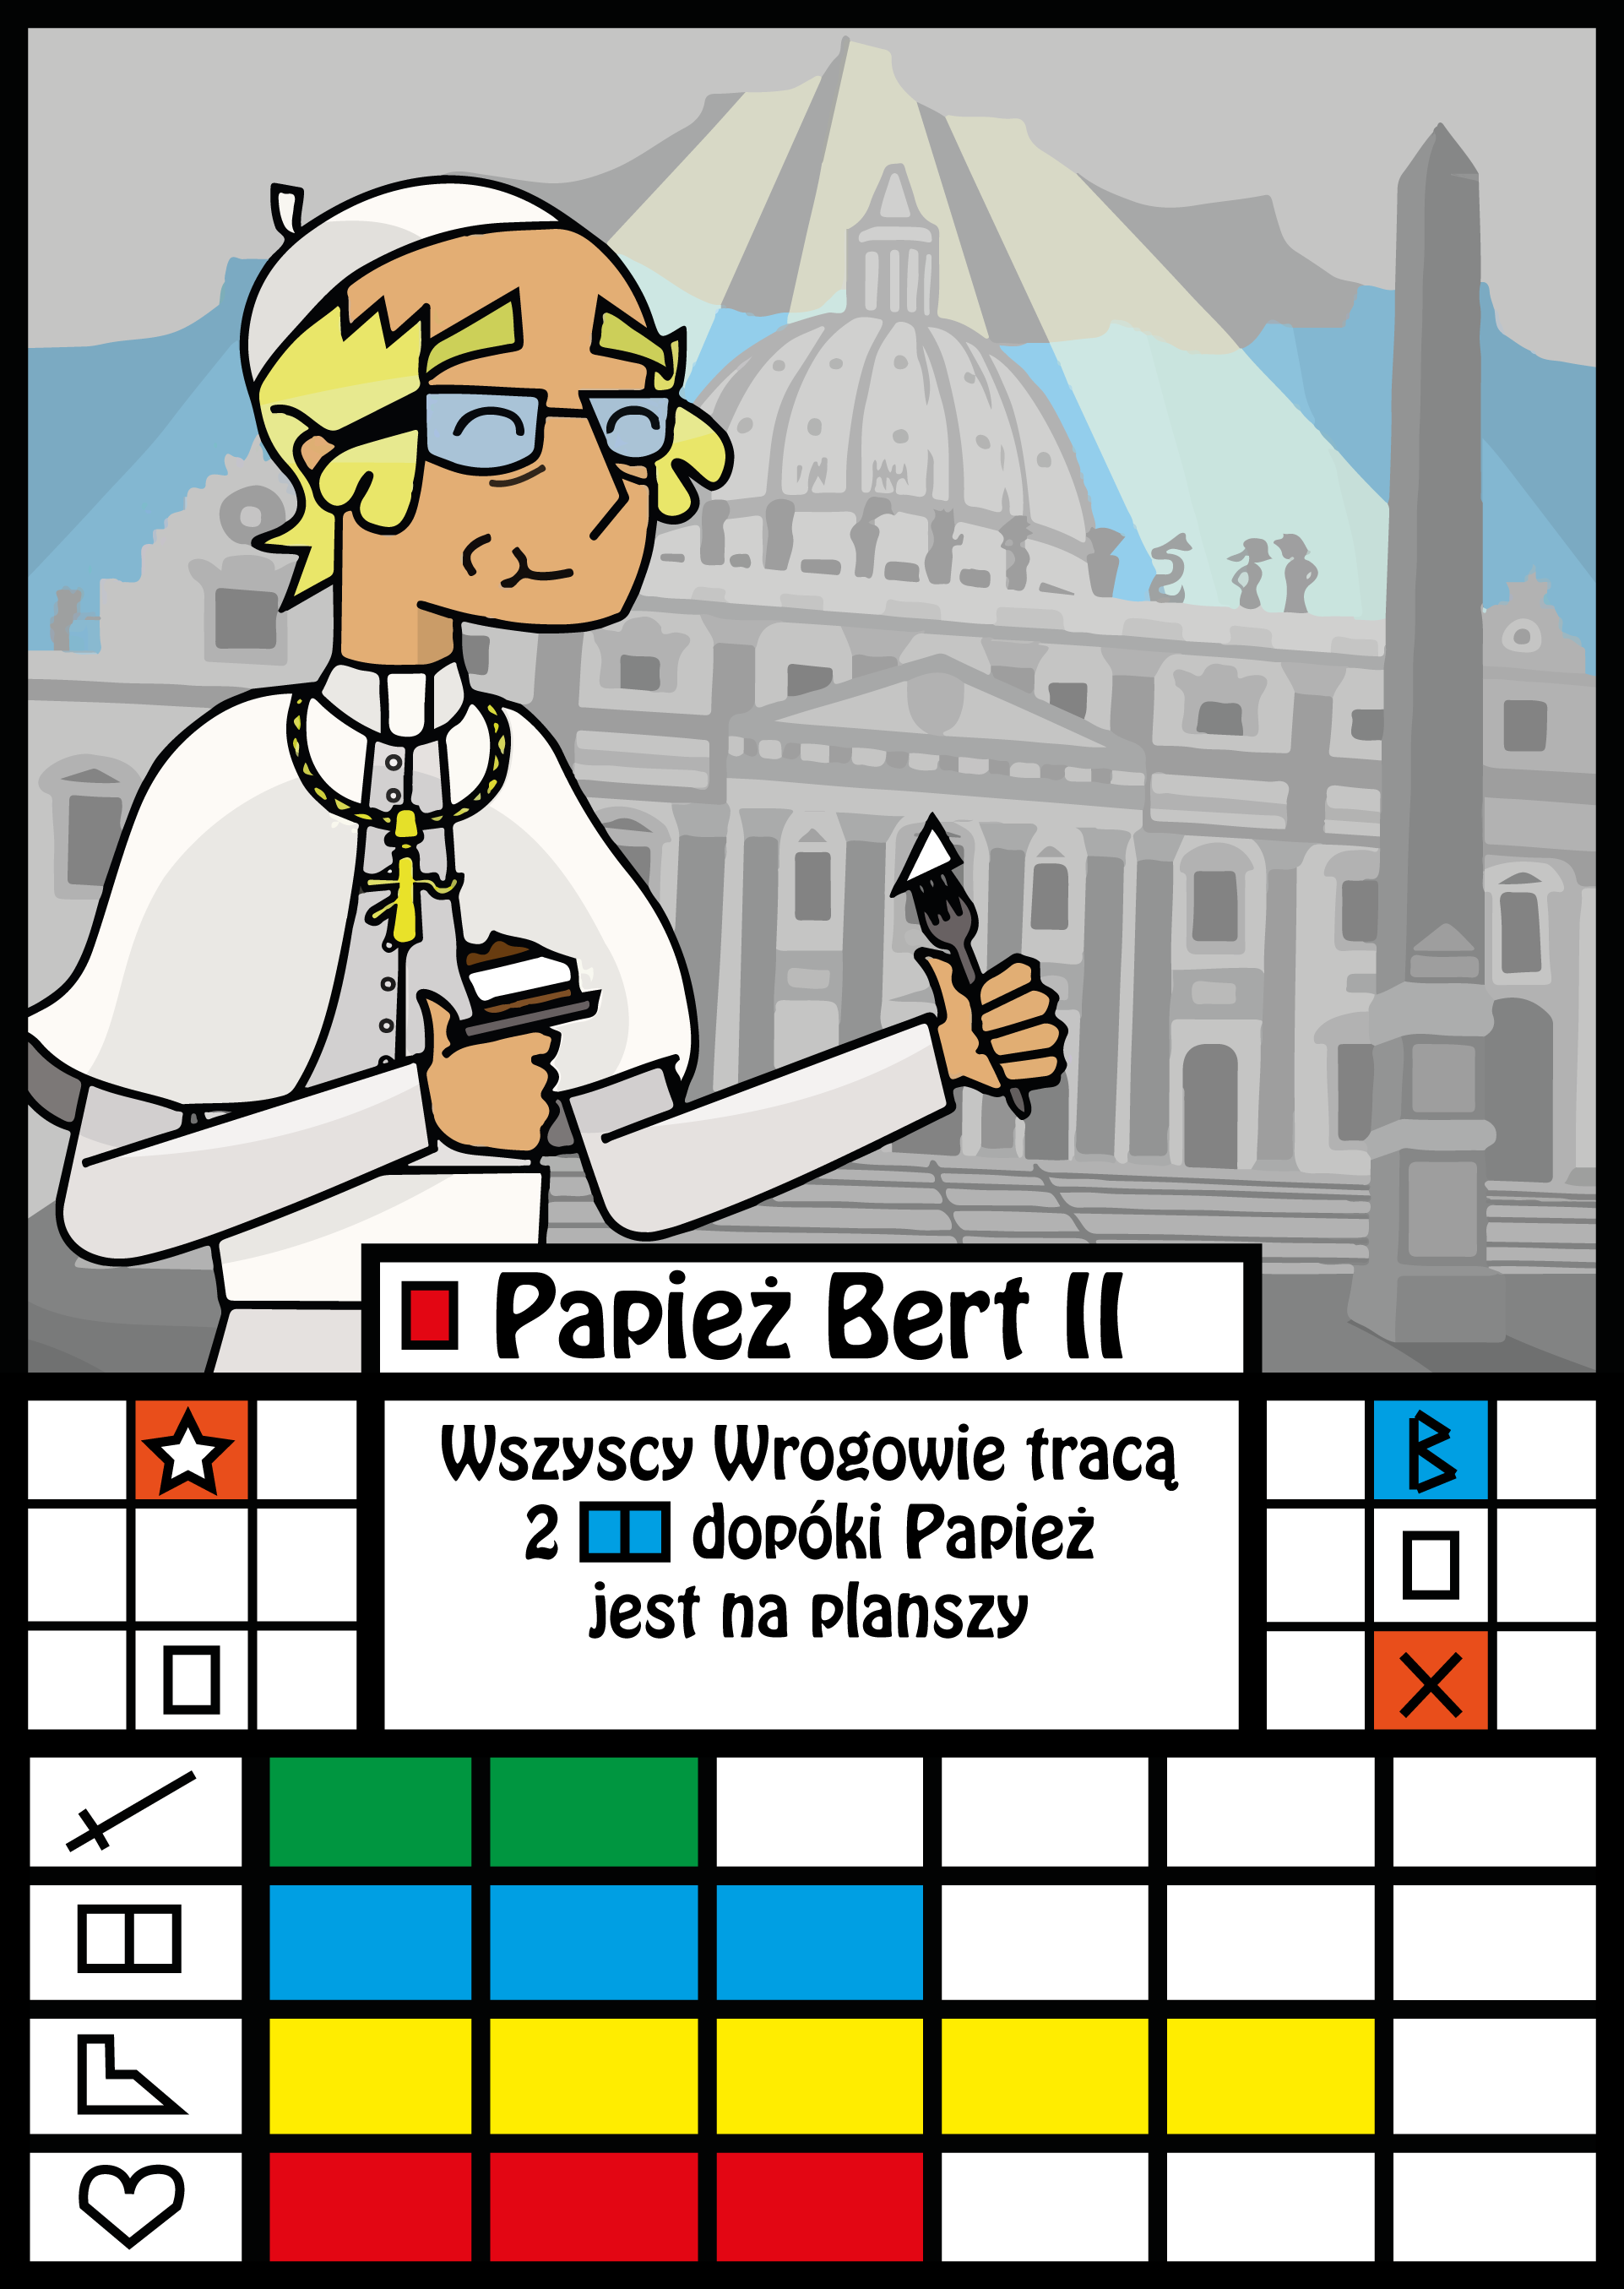 Papież Bert II
Wszyscy Wrogowie tracą
2 dopóki Papież
jest na planszy